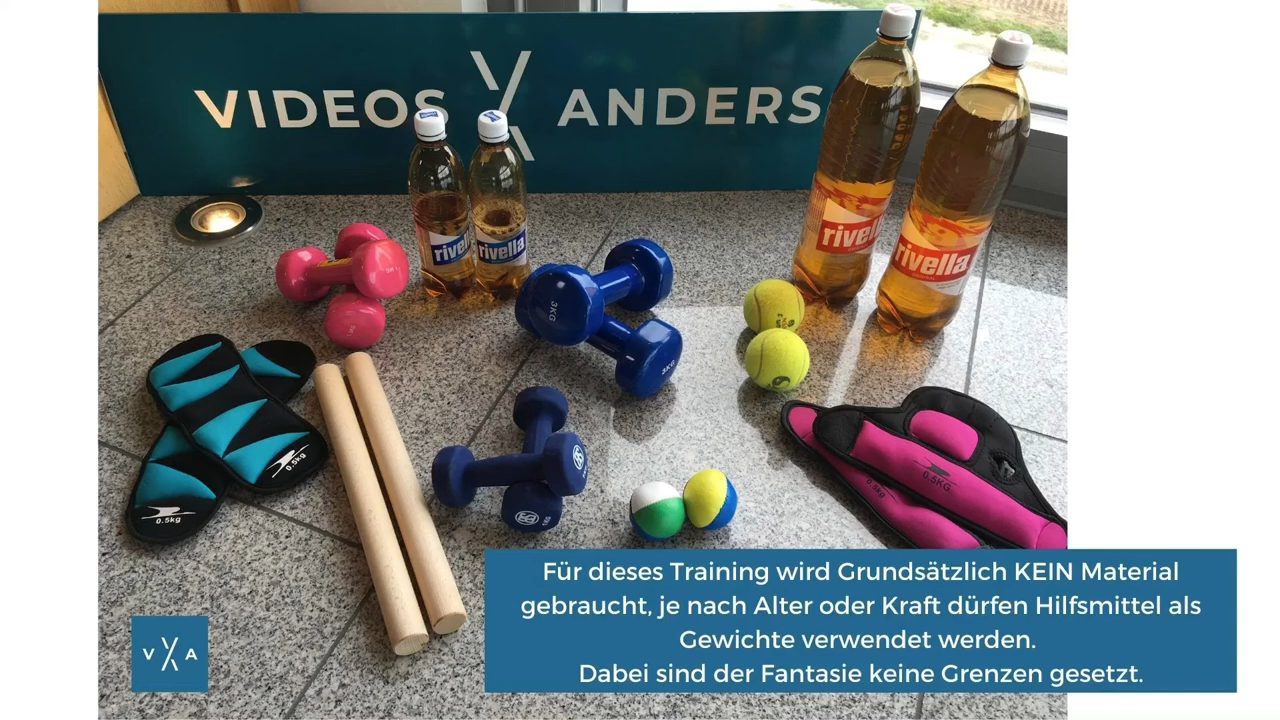 VIDEOS ANDERS
rivella
rivella
rivella
3KG
3KG
0.5kg
0.5kg
0.5KG
0.5kg
Für dieses Training wird Grundsätzlich KEIN Material
gebraucht, je nach Alter oder Kraft dürfen Hilfsmittel als
Gewichte verwendet werden.
Dabei sind der Fantasie keine Grenzen gesetzt.
V A